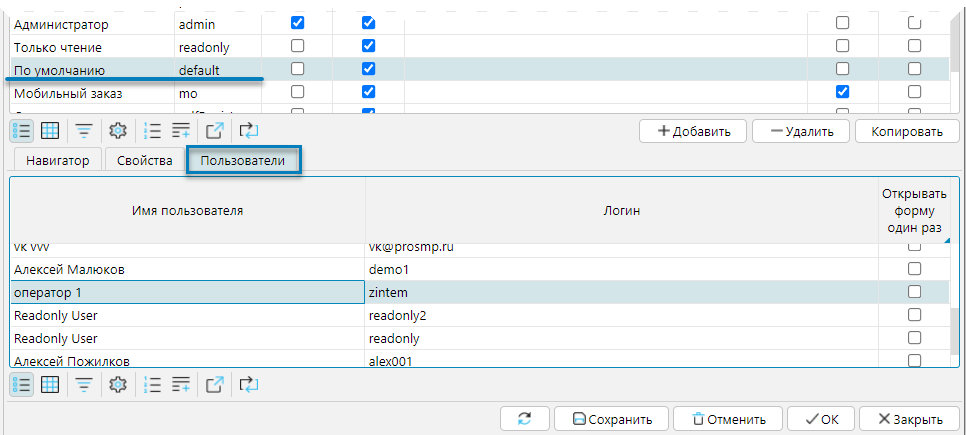 Администратор admin
Только чтение readonly
По умолчанию default
Мобильный заказ mo
Добавить Удалить Копировать
Навигатор Свойства Пользователи
Имя пользователя Логин Открывать форму один раз
vk vvv vk@prosmp.ru
Алексей Малюков demo1
оператор 1 zintem
Readonly User readonly2
Readonly User readonly
Алексей Пожилков alex001
Сохранить Отменить OK Закрыть